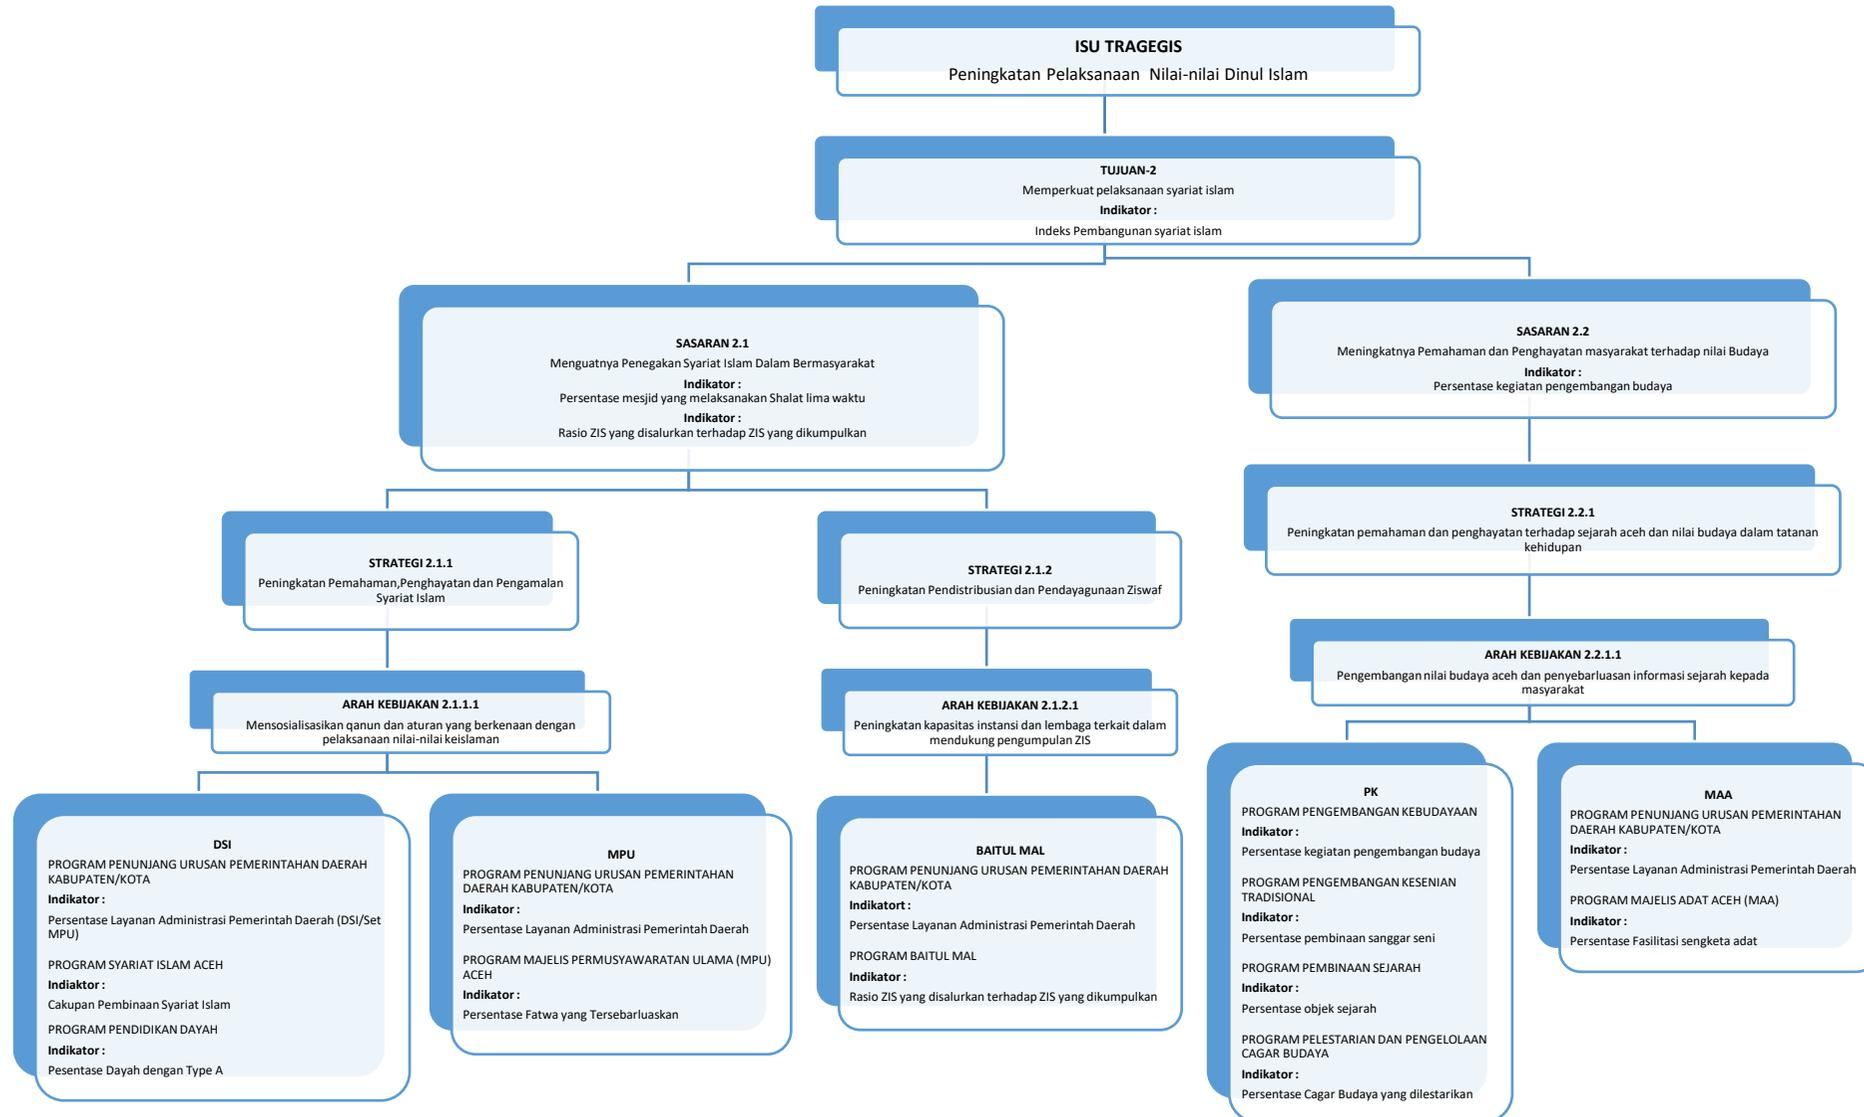 ISU TRAGEGIS
Peningkatan Pelaksanaan Nilai-nilai Dinul Islam
TUJUAN-2
Memperkuat pelaksanaan syariat islam
Indikator :
Indeks Pembangunan syariat islam
SASARAN 2.1
Menguatnya Penegakan Syariat Islam Dalam Bermasyarakat
Indikator :
Persentase mesjid yang melaksanakan Shalat lima waktu
Indikator :
Rasio ZIS yang disalurkan terhadap ZIS yang dikumpulkan
SASARAN 2.2
Meningkatnya Pemahaman dan Penghayatan masyarakat terhadap nilai Budaya
Indikator :
Persentase kegiatan pengembangan budaya
STRATEGI 2.1.1
Peningkatan Pemahaman,Penghayatan dan Pengamalan
Syariat Islam
STRATEGI 2.1.2
Peningkatan Pendistribusian dan Pendayagunaan Ziswaf
STRATEGI 2.2.1
Peningkatan pemahaman dan penghayatan terhadap sejarah aceh dan nilai budaya dalam tatanan
kehidupan
ARAH KEBIJAKAN 2.1.1.1
Mensosialisasikan qanun dan aturan yang berkenaan dengan
pelaksanaan nilai-nilai keislaman
ARAH KEBIJAKAN 2.1.2.1
Peningkatan kapasitas instansi dan lembaga terkait dalam
mendukung pengumpulan ZIS
ARAH KEBIJAKAN 2.2.1.1
Pengembangan nilai budaya aceh dan penyebarluasan informasi sejarah kepada
masyarakat
DSI
PROGRAM PENUNJANG URUSAN PEMERINTAHAN DAERAH
KABUPATEN/KOTA
Indikator :
Persentase Layanan Administrasi Pemerintah Daerah (DSI/Set
MPU)
PROGRAM SYARIAT ISLAM ACEH
Indiaktor :
Cakupan Pembinaan Syariat Islam
PROGRAM PENDIDIKAN DAYAH
Indikator :
Pesentase Dayah dengan Type A
MPU
PROGRAM PENUNJANG URUSAN PEMERINTAHAN
DAERAH KABUPATEN/KOTA
Indikator :
Persentase Layanan Administrasi Pemerintah Daerah
PROGRAM MAJELIS PERMUSYAWARATAN ULAMA (MPU)
ACEH
Indikator :
Persentase Fatwa yang Tersebarluaskan
BAITUL MAL
PROGRAM PENUNJANG URUSAN PEMERINTAHAN DAERAH
KABUPATEN/KOTA
Indikatort :
Persentase Layanan Administrasi Pemerintah Daerah
PROGRAM BAITUL MAL
Indikator :
Rasio ZIS yang disalurkan terhadap ZIS yang dikumpulkan
PK
PROGRAM PENGEMBANGAN KEBUDAYAAN
Indikator :
Persentase kegiatan pengembangan budaya
PROGRAM PENGEMBANGAN KESENIAN
TRADISIONAL
Indikator :
Persentase pembinaan sanggar seni
PROGRAM PEMBINAAN SEJARAH
Indikator :
Persentase objek sejarah
PROGRAM PELESTARIAN DAN PENGELOLAAN
CAGAR BUDAYA
Indikator :
Persentase Cagar Budaya yang dilestarikan
MAA
PROGRAM PENUNJANG URUSAN PEMERINTAHAN
DAERAH KABUPATEN/KOTA
Indikator :
Persentase Layanan Administrasi Pemerintah Daerah
PROGRAM MAJELIS ADAT ACEH (MAA)
Indikator :
Persentase Fasilitasi sengketa adat